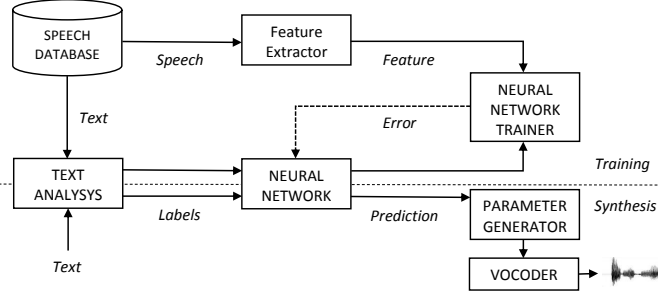 SPEECH
DATABASE
Speech
Feature
Extractor
Feature
NEURAL
NETWORK
TRAINER
Text
Error
TEXT
ANALYSYS
Labels
NEURAL
NETWORK
Prediction
Training
Synthesis
PARAMETER
GENERATOR
Text
VOCODER